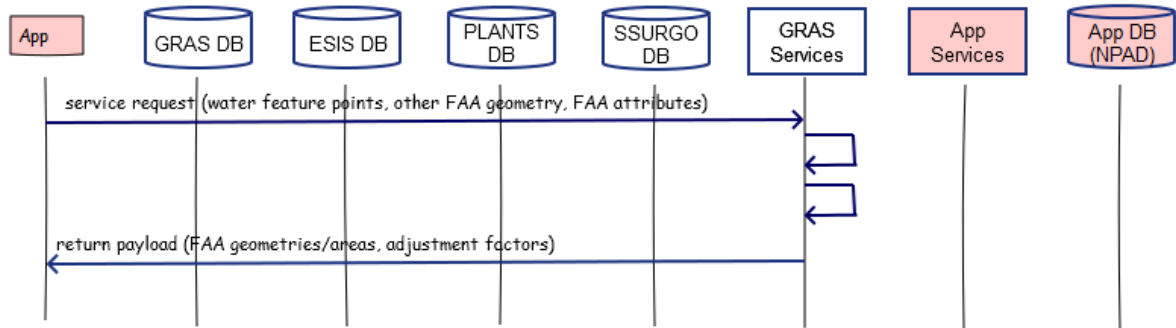 App
GRAS DB
ESIS DB
PLANTS
DB
SSURGO
DB
GRAS
Services
App
Services
App DB
(NPAD)
service request (water feature points, other FAA geometry, FAA attributes)
return payload (FAA geometries/areas, adjustment factors)